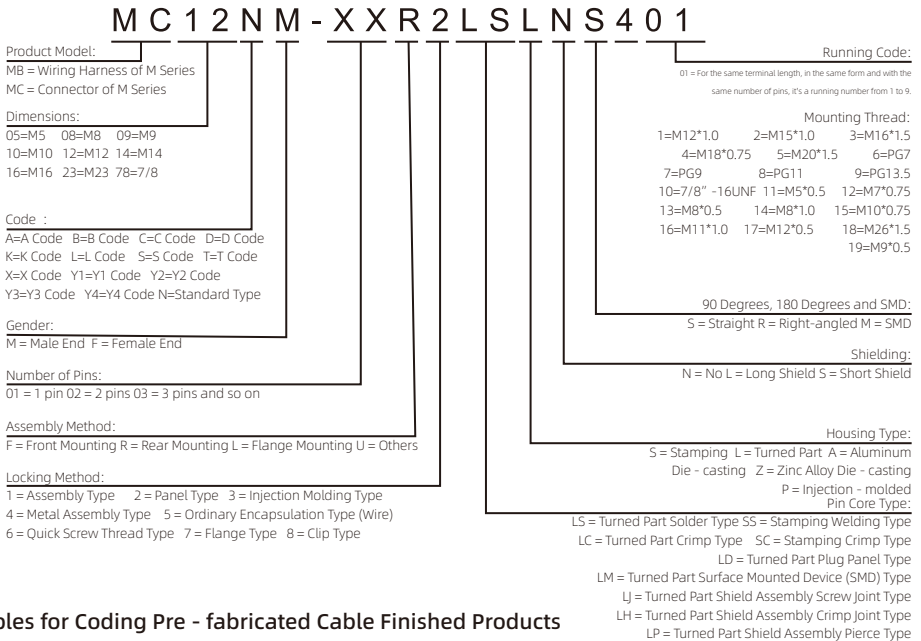 MC12NM-XXR2LSLNS401
Product Model:
MB = Wiring Harness of M Series
MC = Connector of M Series
Dimensions:
05=M5 08=M8 09=M9
10=M10 12=M12 14=M14
16=M16 23=M23 78=7/8
Code :
A=A Code B=B Code C=C Code D=D Code
K=K Code L=L Code S=S Code T=T Code
X=X Code Y1=Y1 Code Y2=Y2 Code
Y3=Y3 Code Y4=Y4 Code N=Standard Type
Gender:
M = Male End F = Female End
Number of Pins:
01 = 1 pin 02 = 2 pins 03 = 3 pins and so on
Assembly Method:
F = Front Mounting R = Rear Mounting L = Flange Mounting U = Others
Locking Method:
1 = Assembly Type 2 = Panel Type 3 = Injection Molding Type
4 = Metal Assembly Type 5 = Ordinary Encapsulation Type (Wire)
6 = Quick Screw Thread Type 7 = Flange Type 8 = Clip Type
Running Code:
01 = For the same terminal length, in the same form and with the
same number of pins, it's a running number from 1 to 9.
Mounting Thread:
1=M12*1.0 2=M15*1.0 3=M16*1.5
4=M18*0.75 5=M20*1.5 6=PG7
7=PG9 8=PG11 9=PG13.5
10=7/8" -16UNF 11=M5*0.5 12=M7*0.75
13=M8*0.5 14=M8*1.0 15=M10*0.75
16=M11*1.0 17=M12*0.5 18=M26*1.5
19=M9*0.5
90 Degrees, 180 Degrees and SMD:
S = Straight R = Right-angled M = SMD
Shielding:
N = No L = Long Shield S = Short Shield
Housing Type:
S = Stamping L = Turned Part A = Aluminum
Die - casting Z = Zinc Alloy Die - casting
P = Injection - molded
Pin Core Type:
LS = Turned Part Solder Type SS = Stamping Welding Type
LC = Turned Part Crimp Type SC = Stamping Crimp Type
LD = Turned Part Plug Panel Type
LM = Turned Part Surface Mounted Device (SMD) Type
LJ = Turned Part Shield Assembly Screw Joint Type
LH = Turned Part Shield Assembly Crimp Joint Type
LP = Turned Part Shield Assembly Pierce Type
for Coding Pre - fabricated Cable Finished Products